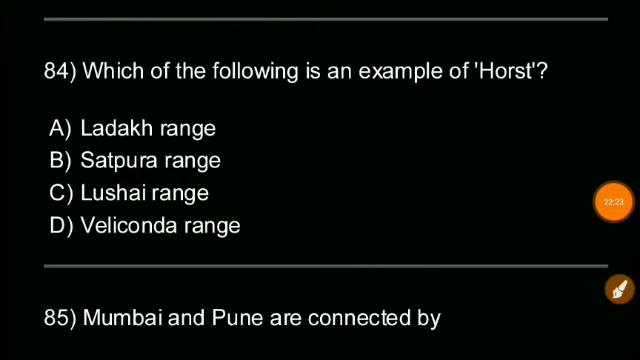 84) Which of the following is an example of 'Horst'?
A) Ladakh range
B) Satpura range
C) Lushai range
D) Veliconda range
22:23
85) Mumbai and Pune are connected by